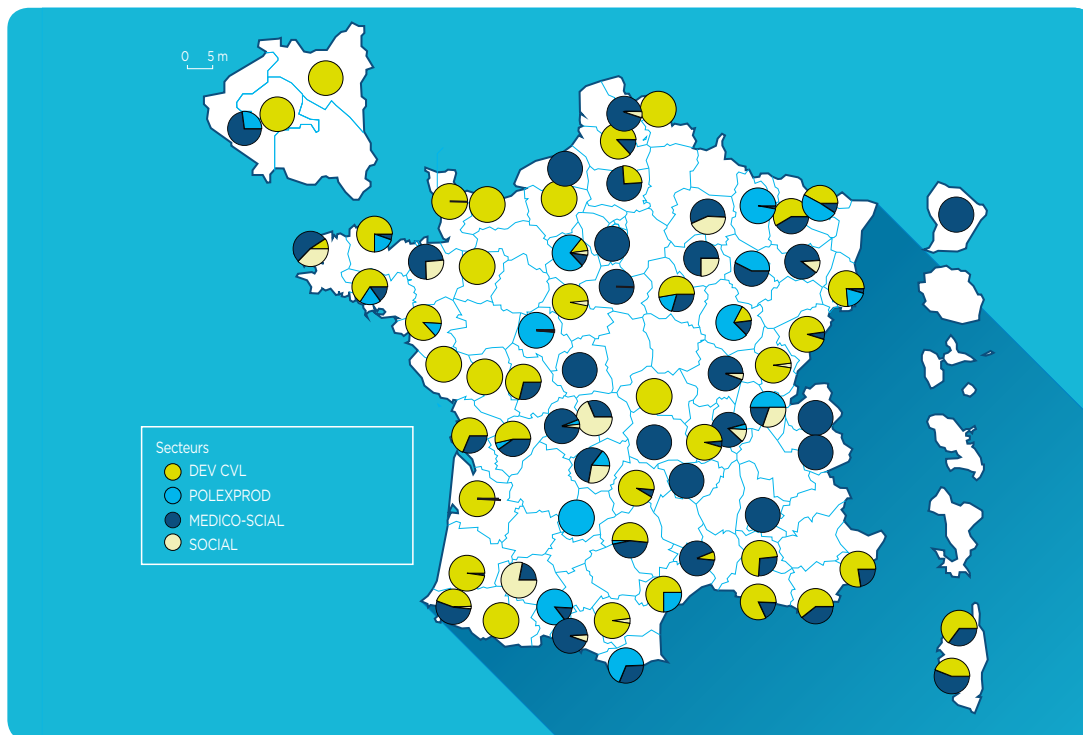 0 5 m
Secteurs
DEV CVL
POLEXPROD
MEDICO-SCIAL
SOCIAL